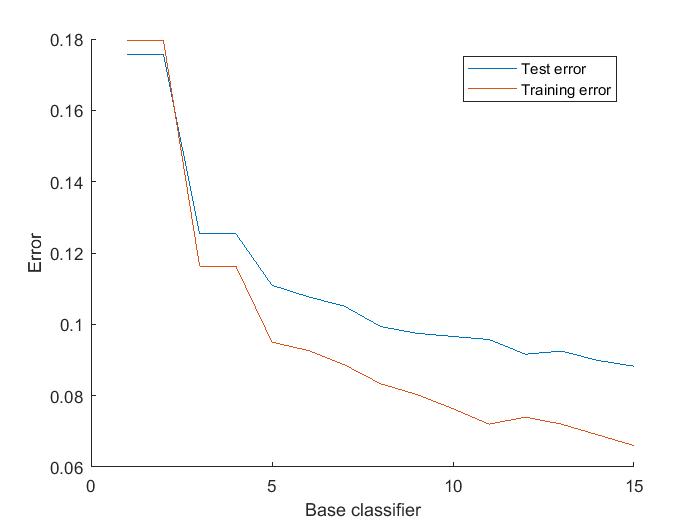 0.18
0.16
0.14
0.12
0.1
0.08
0.06
Error
Test error
Training error
0
5
10
15
Base classifier